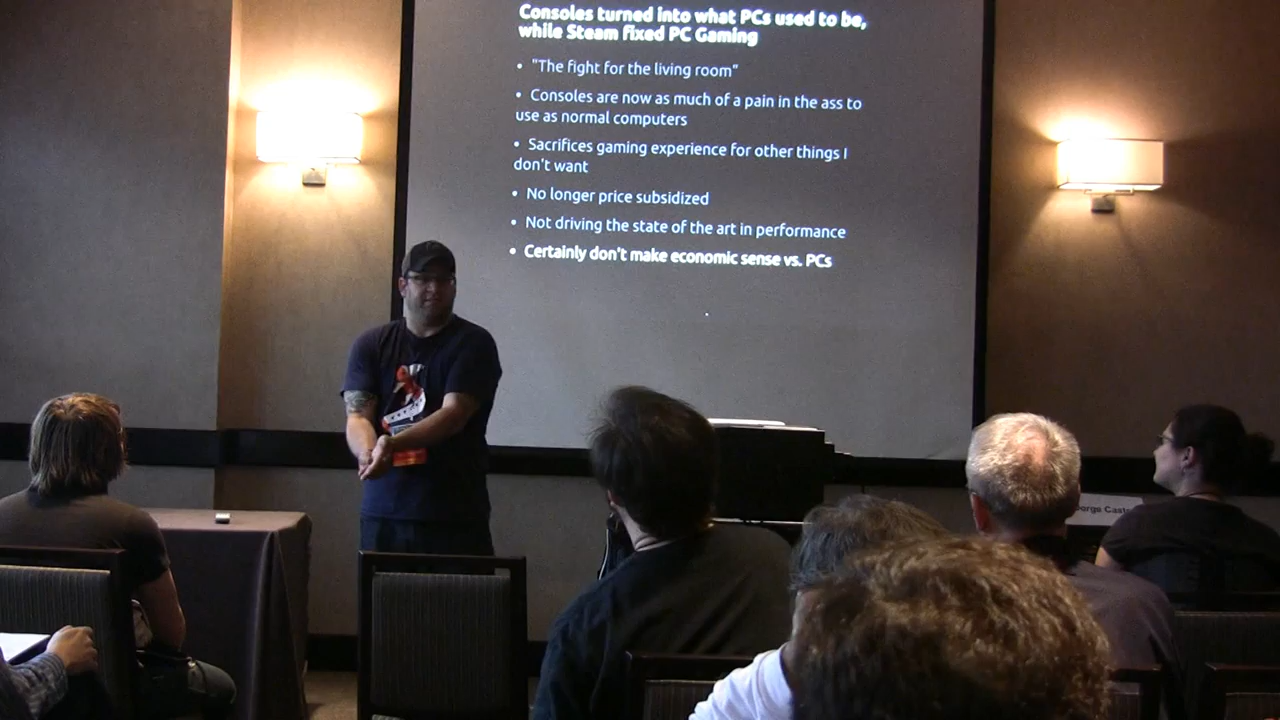 Consoles turned into what PCs used to be,
while Steam fixed PC Gaming
• "The fight for the living room"
• Consoles are now as much of a pain in the ass to
use as normal computers
• Sacrifices gaming experience for other things I
don't want
• No longer price subsidized
• Not driving the state of the art in performance
• Certainly don't make economic sense vs. PCs